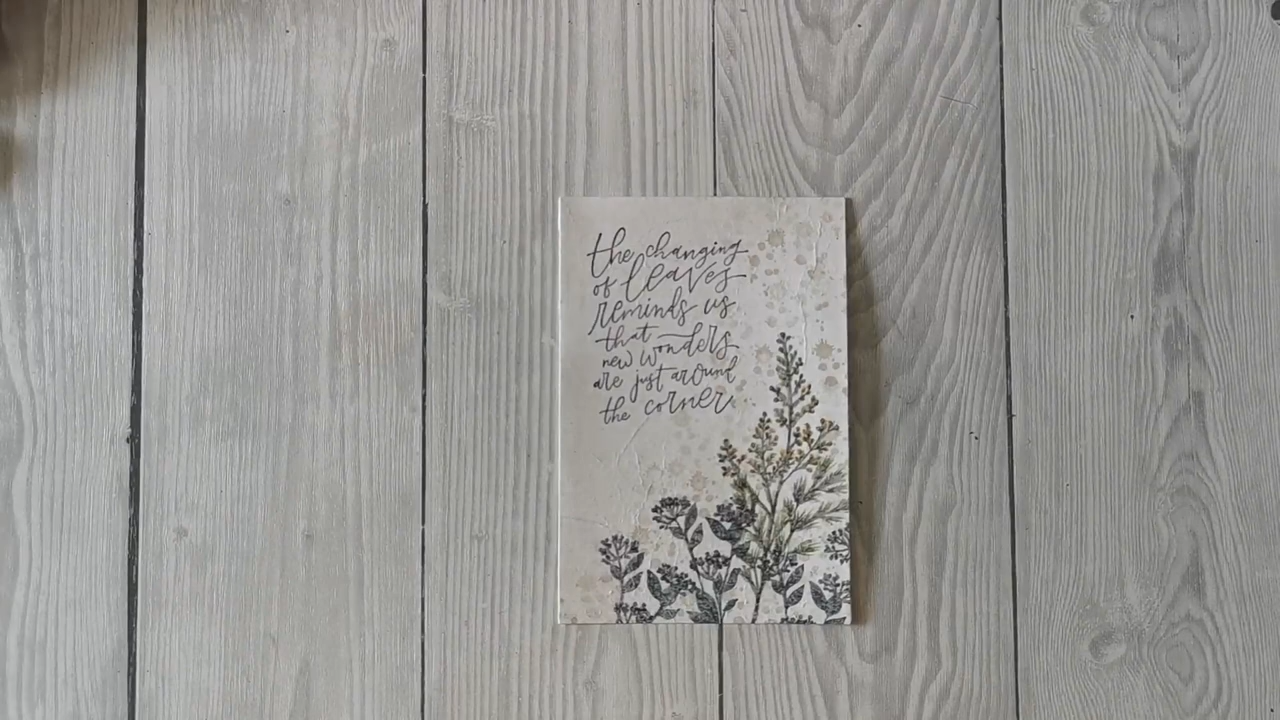 the changing
of leaves
reminds us
that
new wonders
are just around
the corner